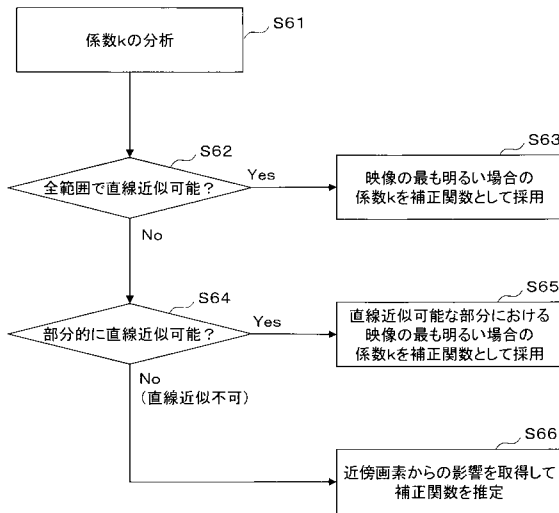 S61
係数kの分析
S62
全範囲で直線近似可能？
Yes
S63
映像の最も明るい場合の
係数kを補正関数として採用
No
S64
部分的に直線近似可能？
Yes
S65
直線近似可能な部分における
映像の最も明るい場合の
係数kを補正関数として採用
No
（直線近似不可）
S66
近傍画素からの影響を取得して
補正関数を推定